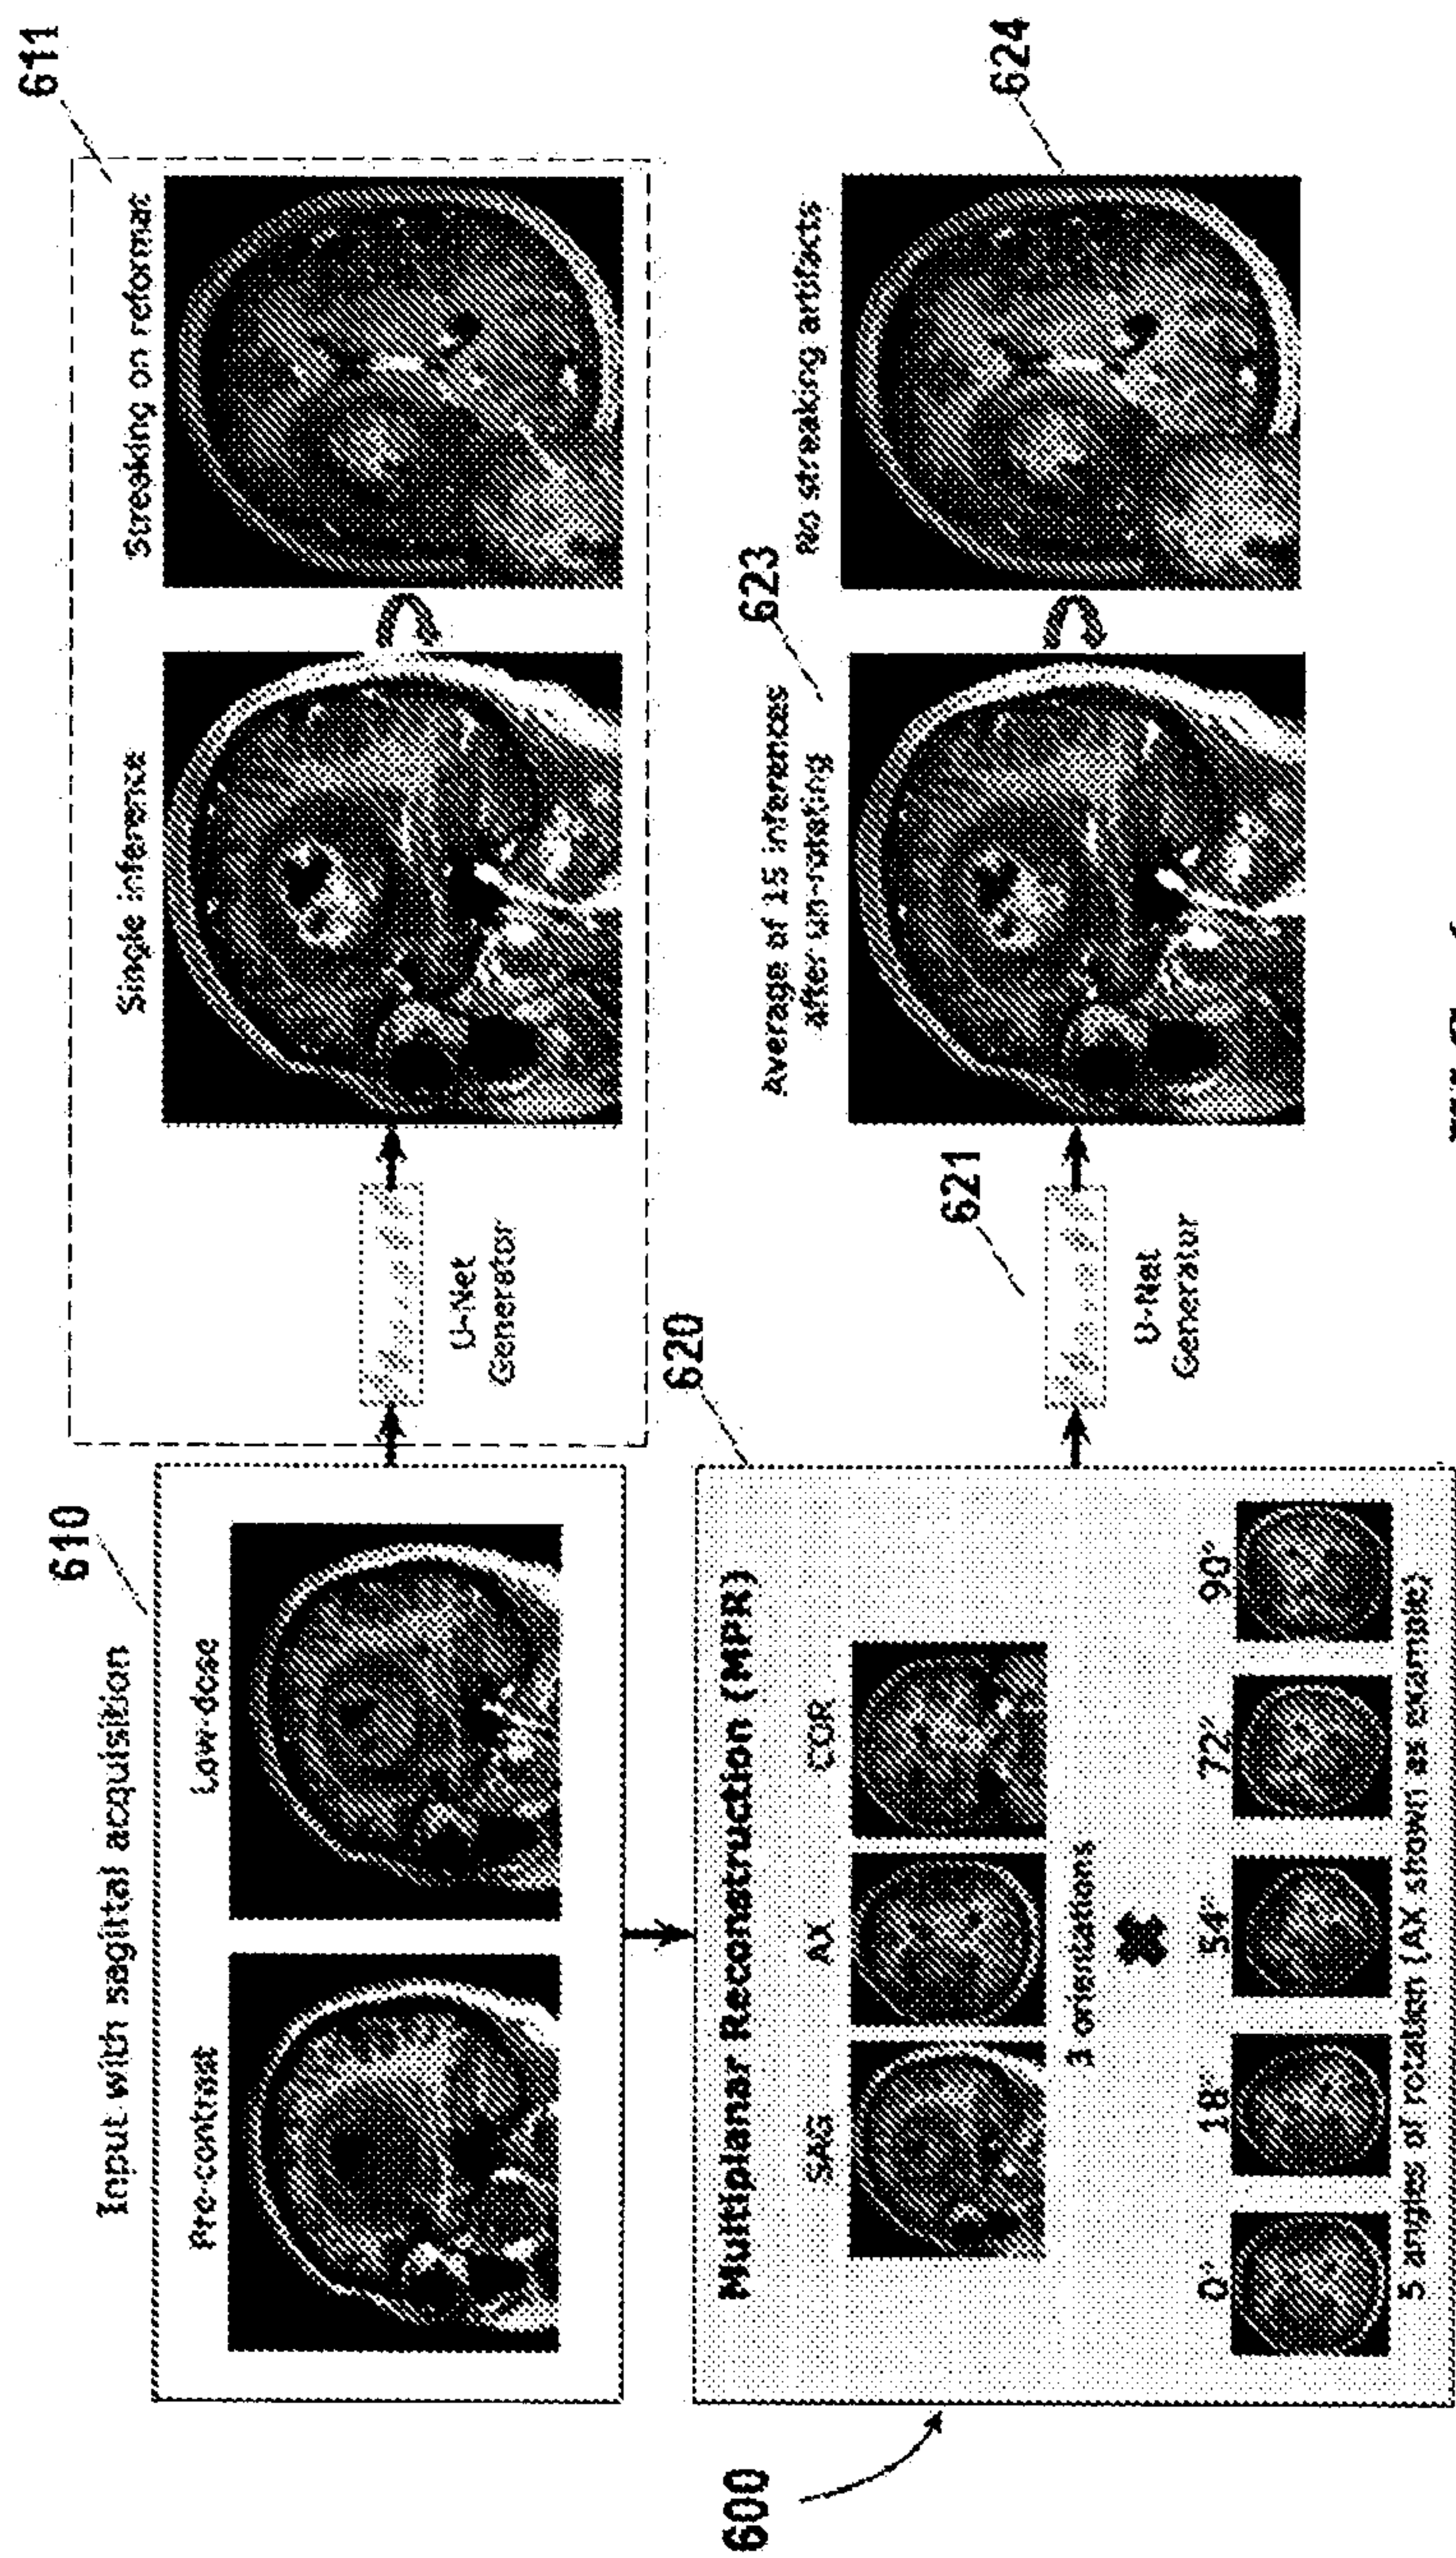 610
611
Input with sagittal acquisition
Pre-contrast
Low-dose
U-Net
Generator
Single inference
Streaking on reformat
600
620
Multiplanar Reconstruction (MPR)
SAG
AX
COR
3 orientations
0°
18°
54°
72°
90°
5 angles of rotation (AX shown as example)
621
U-Net
Generator
623
Average of 15 inferences
after un-rotating
No streaking artifacts
624